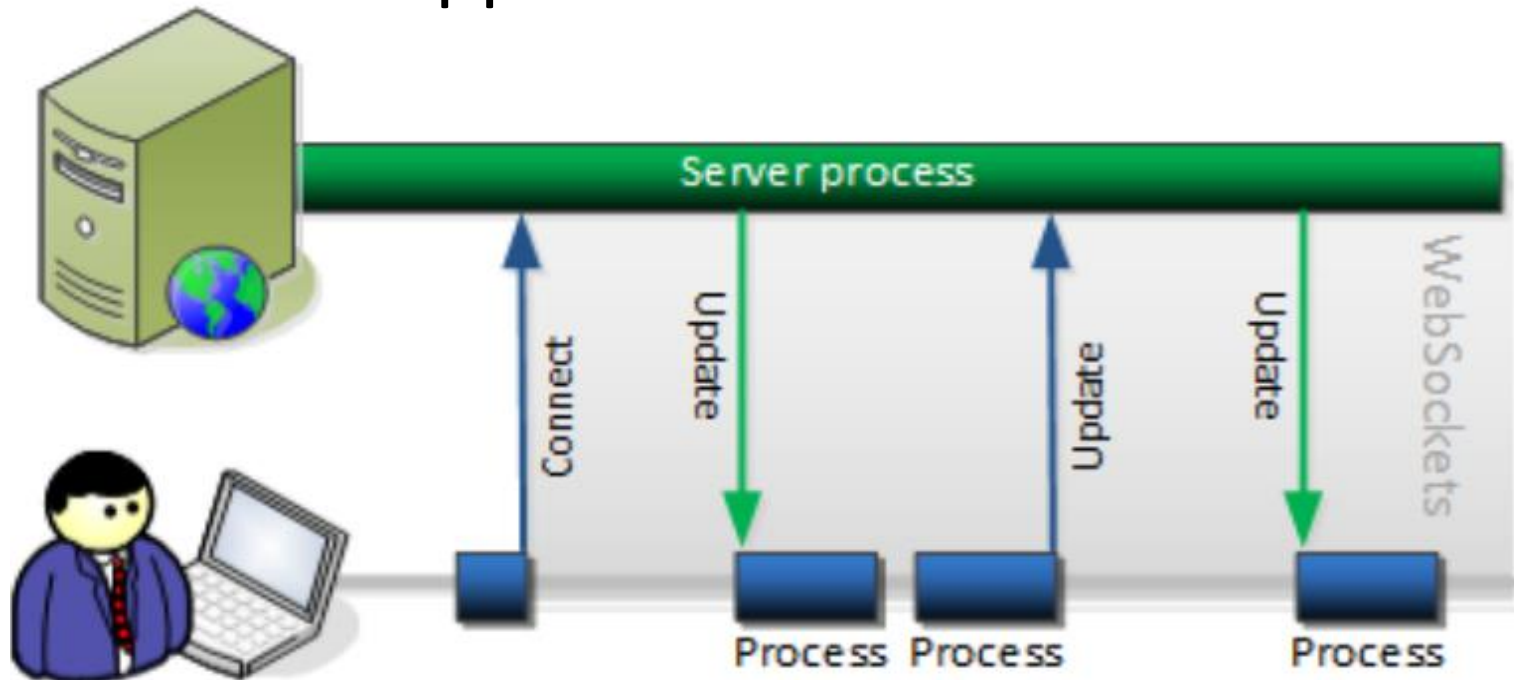 Server process
Connect
Update
Update
Update
WebSockets
Process
Process
Process